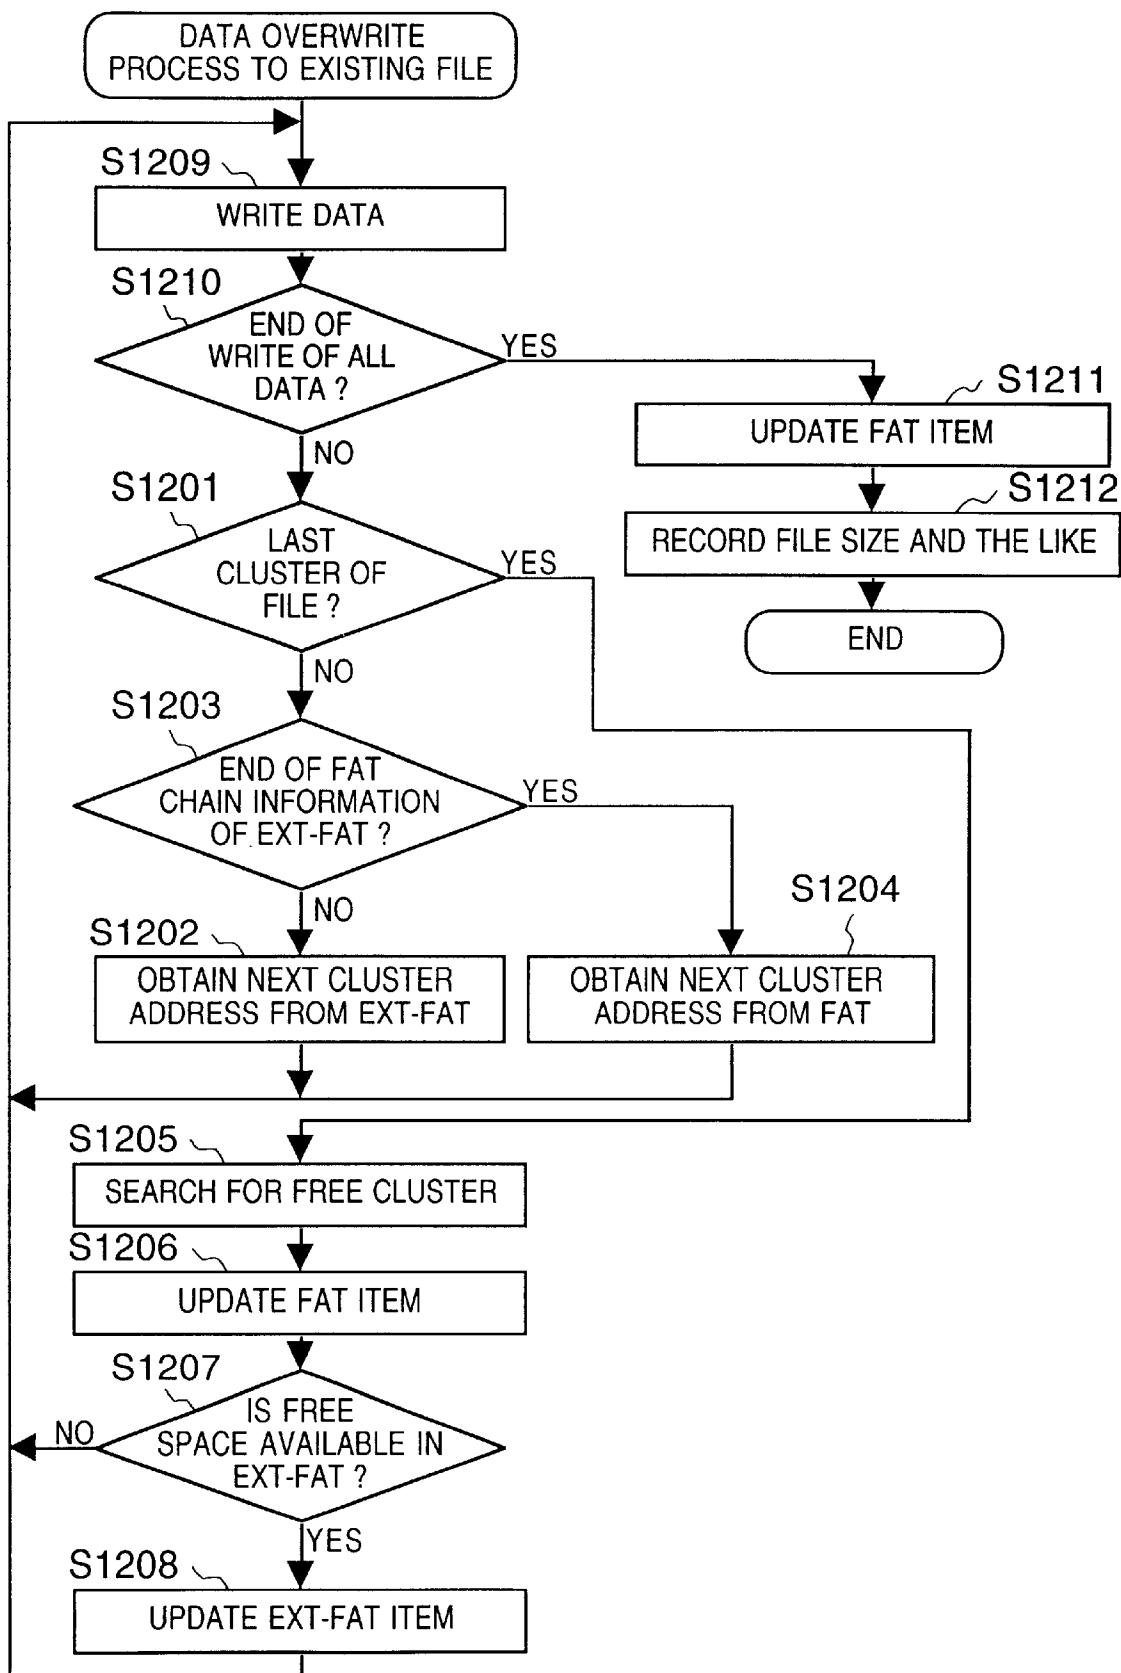 DATA OVERWRITE
PROCESS TO EXISTING FILE
S1209
WRITE DATA
S1210
END OF
WRITE OF ALL
DATA ?
YES
NO
S1211
UPDATE FAT ITEM
S1212
RECORD FILE SIZE AND THE LIKE
END
S1201
LAST
CLUSTER OF
FILE ?
YES
NO
S1203
END OF FAT
CHAIN INFORMATION
OF EXT-FAT ?
YES
NO
S1202
OBTAIN NEXT CLUSTER
ADDRESS FROM EXT-FAT
S1204
OBTAIN NEXT CLUSTER
ADDRESS FROM FAT
S1205
SEARCH FOR FREE CLUSTER
S1206
UPDATE FAT ITEM
S1207
IS FREE
SPACE AVAILABLE IN
EXT-FAT ?
NO
YES
S1208
UPDATE EXT-FAT ITEM